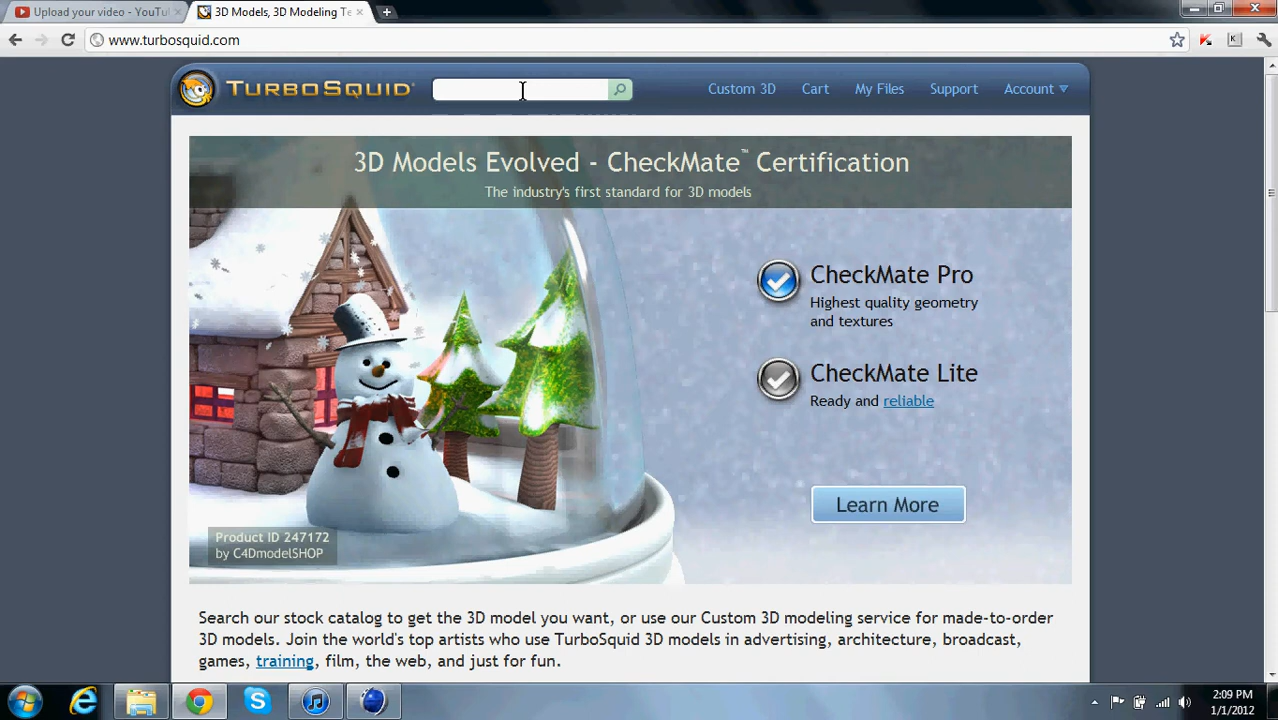 Upload your video - YouTu
3D Models, 3D Modeling Te
www.turbosquid.com
TURBOSQUID
Custom 3D
Cart
My Files
Support
Account
3D Models Evolved - CheckMate™ Certification
The industry's first standard for 3D models
CheckMate Pro
Highest quality geometry
and textures
CheckMate Lite
Ready and reliable
Learn More
Product ID 247172
by C4DmodelSHOP
Search our stock catalog to get the 3D model you want, or use our Custom 3D modeling service for made-to-order
3D models. Join the world's top artists who use TurboSquid 3D models in advertising, architecture, broadcast,
games, training, film, the web, and just for fun.
2:09 PM
1/1/2012